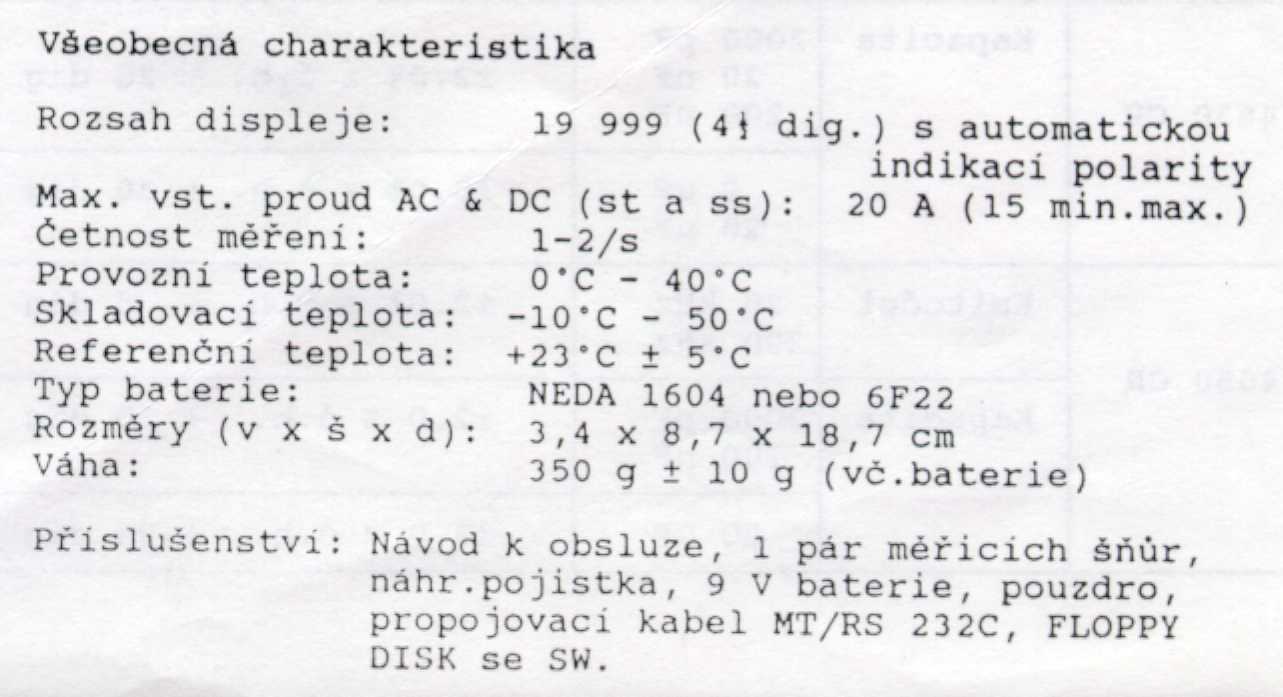 Všeobecná charakteristika
Rozsah displeje: 19 999 (4½ dig.) s automatickou
indikací polarity
Max. vst. proud AC & DC (st a ss): 20 A (15 min.max.)
Četnost měření: 1-2/s
Provozní teplota: 0°C - 40°C
Skladovací teplota: -10°C - 50°C
Referenční teplota: +23°C ± 5°C
Typ baterie: NEDA 1604 nebo 6F22
Rozměry (v x š x d): 3,4 x 8,7 x 18,7 cm
Váha: 350 g ± 10 g (vč.baterie)
Příslušenství: Návod k obsluze, 1 pár měřicích šňůr,
náhr.pojistka, 9 V baterie, pouzdro,
propojovací kabel MT/RS 232C, FLOPPY
DISK se SW.